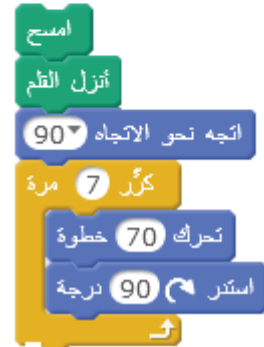 امسح
أنزل القلم
اتجه نحو الاتجاه 90
كرِّر 7 مرة
تحرك 70 خطوة
استدر 90 درجة